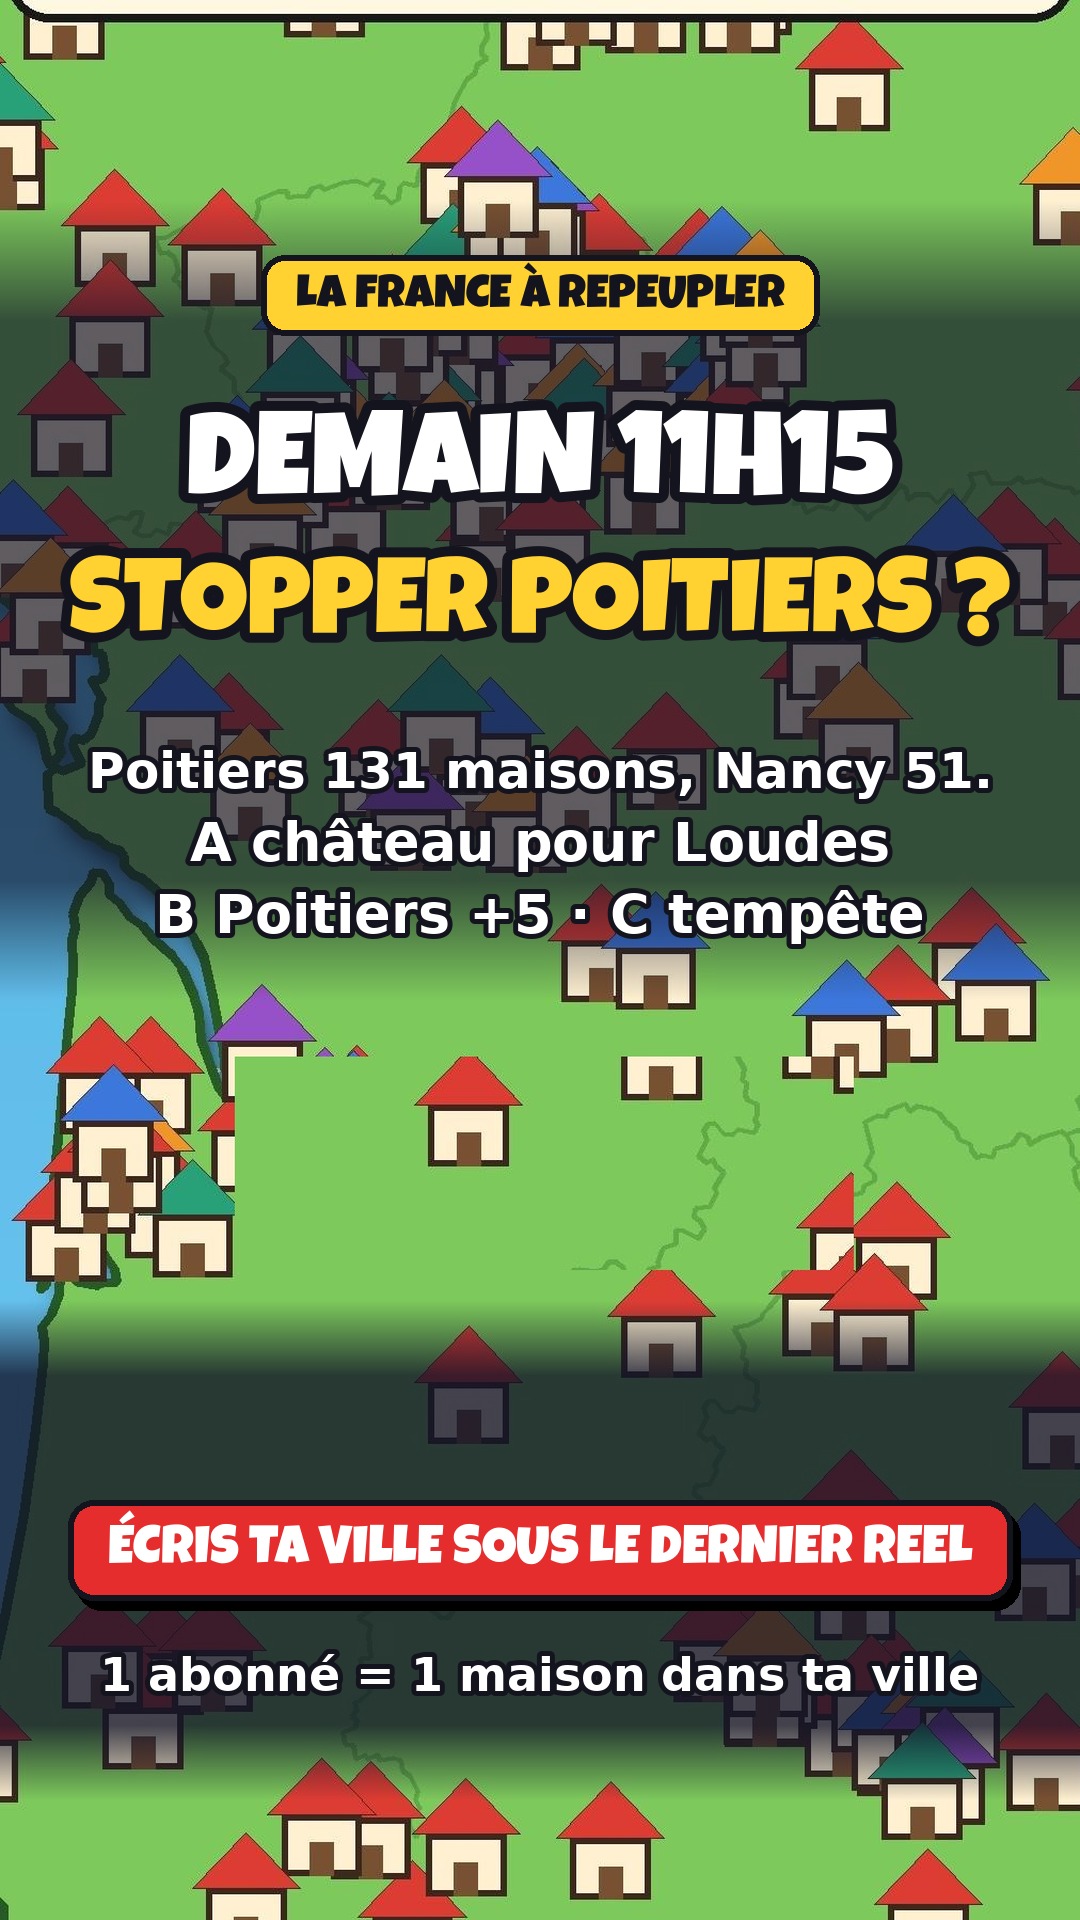 LA FRANCE À REPEUPLER
DEMAIN 11H15
STOPPER POITIERS ?
Poitiers 131 maisons, Nancy 51.
A château pour Loudes
B Poitiers +5 · C tempête
ÉCRIS TA VILLE SOUS LE DERNIER REEL
1 abonné = 1 maison dans ta ville